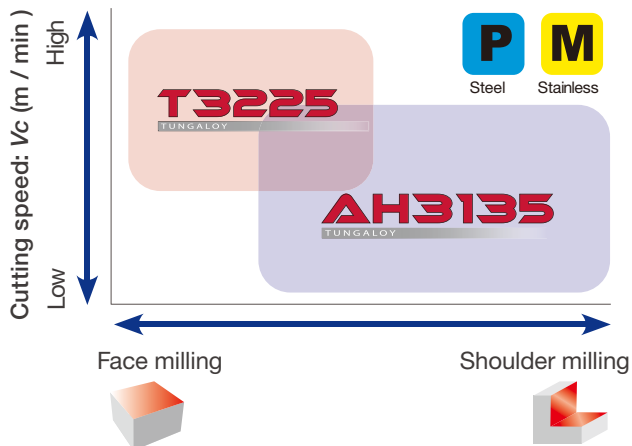 Cutting speed: Vc (m / min)
High
Low
T3225
TUNGALOY
AH3135
TUNGALOY
P
Steel
M
Stainless
Face milling
Shoulder milling